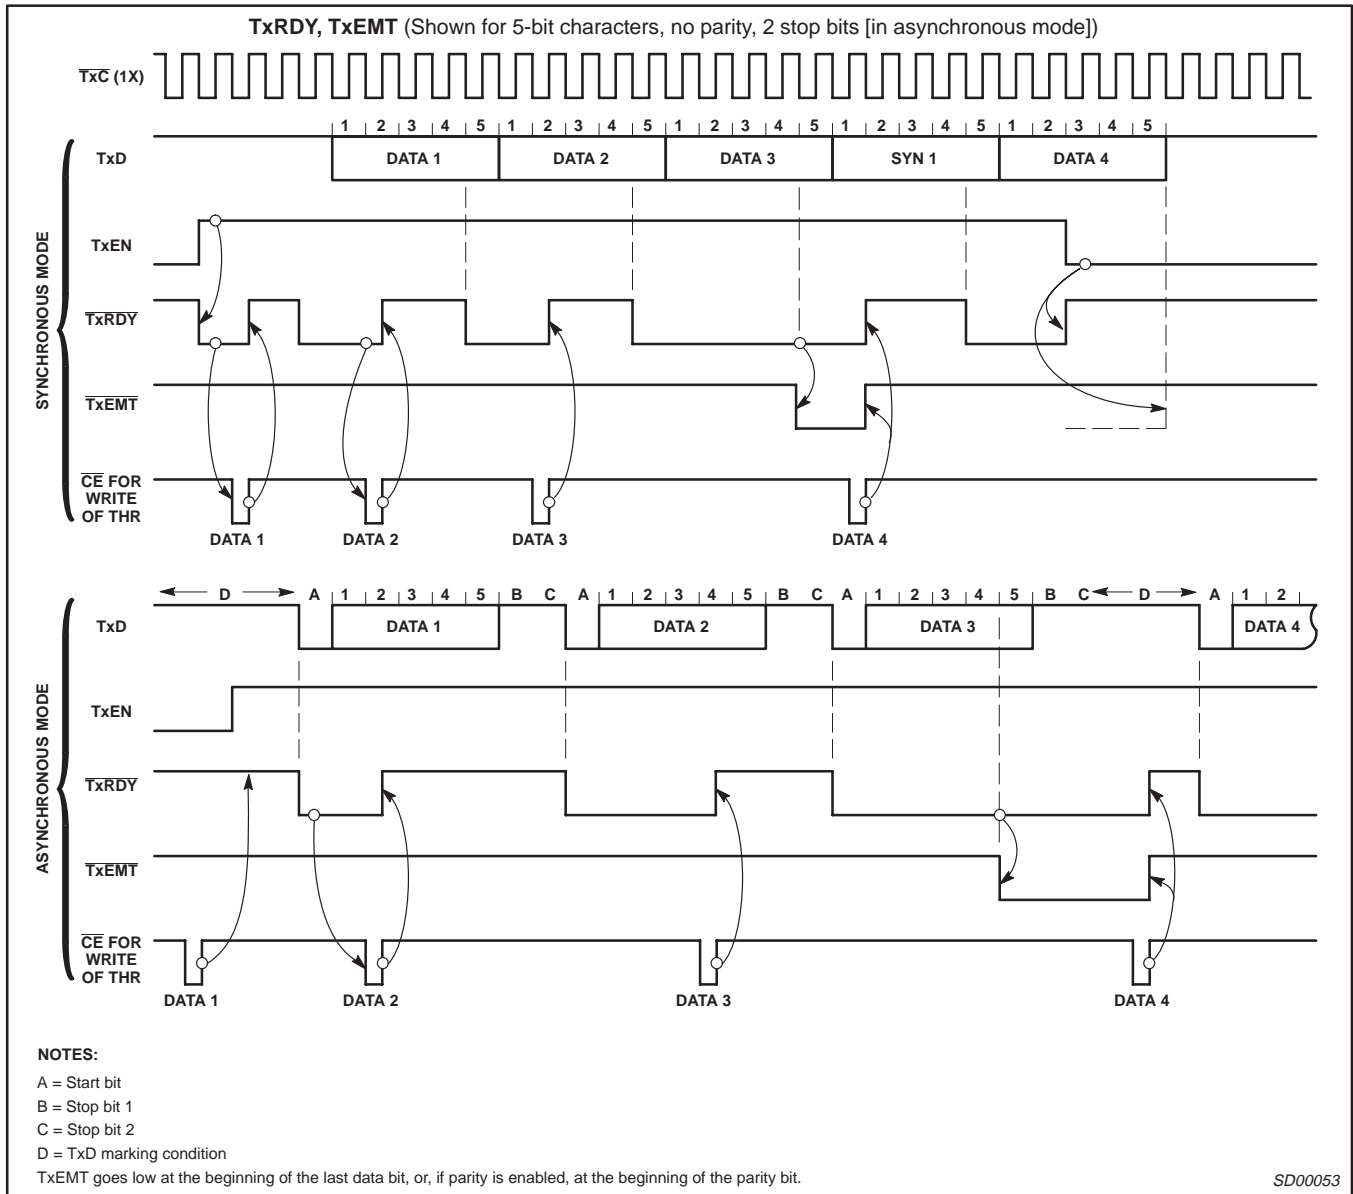 TxRDY, TxEMT (Shown for 5-bit characters, no parity, 2 stop bits [in asynchronous mode])
TxC (1X)
1 2 3 4 5 1 2 3 4 5 1 2 3 4 5 1 2 3 4 5 1 2 3 4 5
TxD DATA 1 DATA 2 DATA 3 SYN 1 DATA 4
SYNCHRONOUS MODE
TxEN
TxRDY
TxEMT
CE FOR
WRITE
OF THR
DATA 1 DATA 2 DATA 3 DATA 4
D A 1 2 3 4 5 B C A 1 2 3 4 5 B C A 1 2 3 4 5 B C D A 1 2
TxD DATA 1 DATA 2 DATA 3 DATA 4
ASYNCHRONOUS MODE
TxEN
TxRDY
TxEMT
CE FOR
WRITE
OF THR
DATA 1 DATA 2 DATA 3 DATA 4
NOTES:
A = Start bit
B = Stop bit 1
C = Stop bit 2
D = TxD marking condition
TxEMT goes low at the beginning of the last data bit, or, if parity is enabled, at the beginning of the parity bit.
SD00053